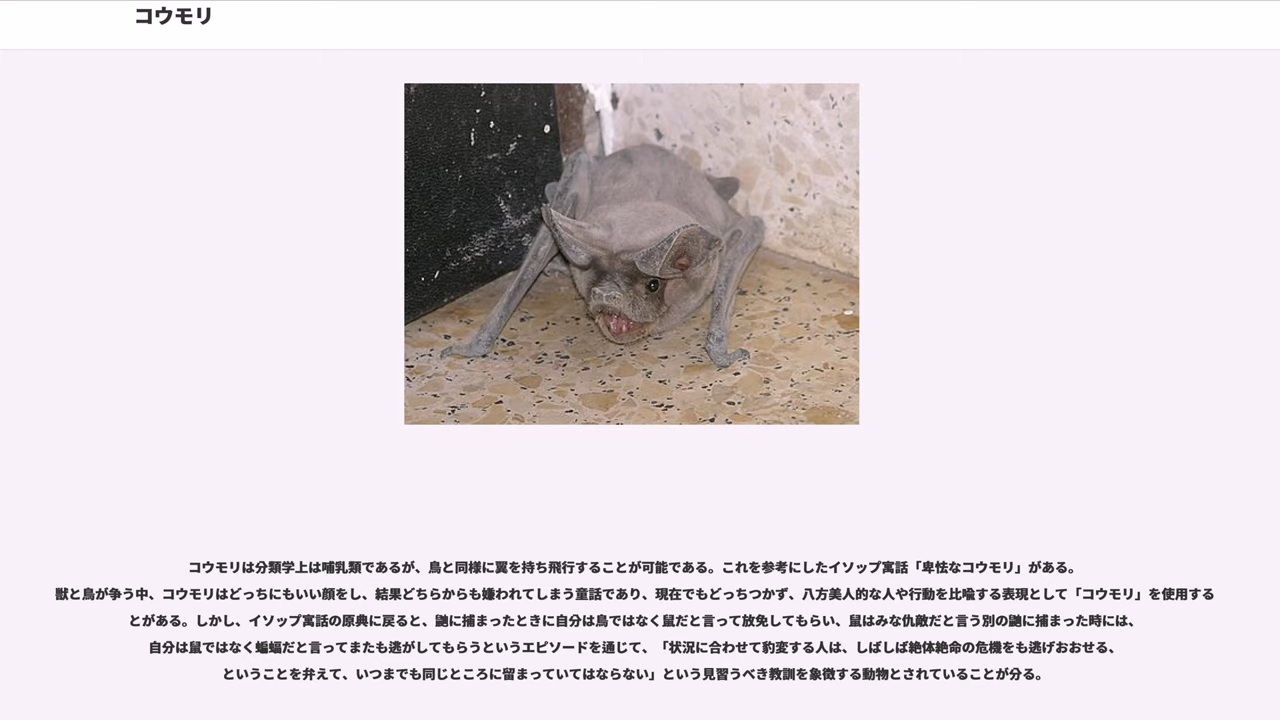 コウモリ
コウモリは分類学上は哺乳類であるが、鳥と同様に翼を持ち飛行することが可能である。これを参考にしたイソップ寓話「卑怯なコウモリ」がある。
獣と鳥が争う中、コウモリはどっちにもいい顔をし、結果どちらからも嫌われてしまう童話であり、現在でもどっちつかず、八方美人的な人や行動を比喩する表現として「コウモリ」を使用する
とがある。しかし、イソップ寓話の原典に戻ると、鼬に捕まったときに自分は鳥ではなく鼠だと言って放免してもらい、鼠はみな仇敵だと言う別の鼬に捕まった時には、
自分は鼠ではなく蝙蝠だと言ってまたも逃がしてもらうというエピソードを通じて、「状況に合わせて豹変する人は、しばしば絶体絶命の危機をも逃げおおせる、
ということを弁えて、いつまでも同じところに留まっていてはならない」という見習うべき教訓を象徴する動物とされていることが分る。